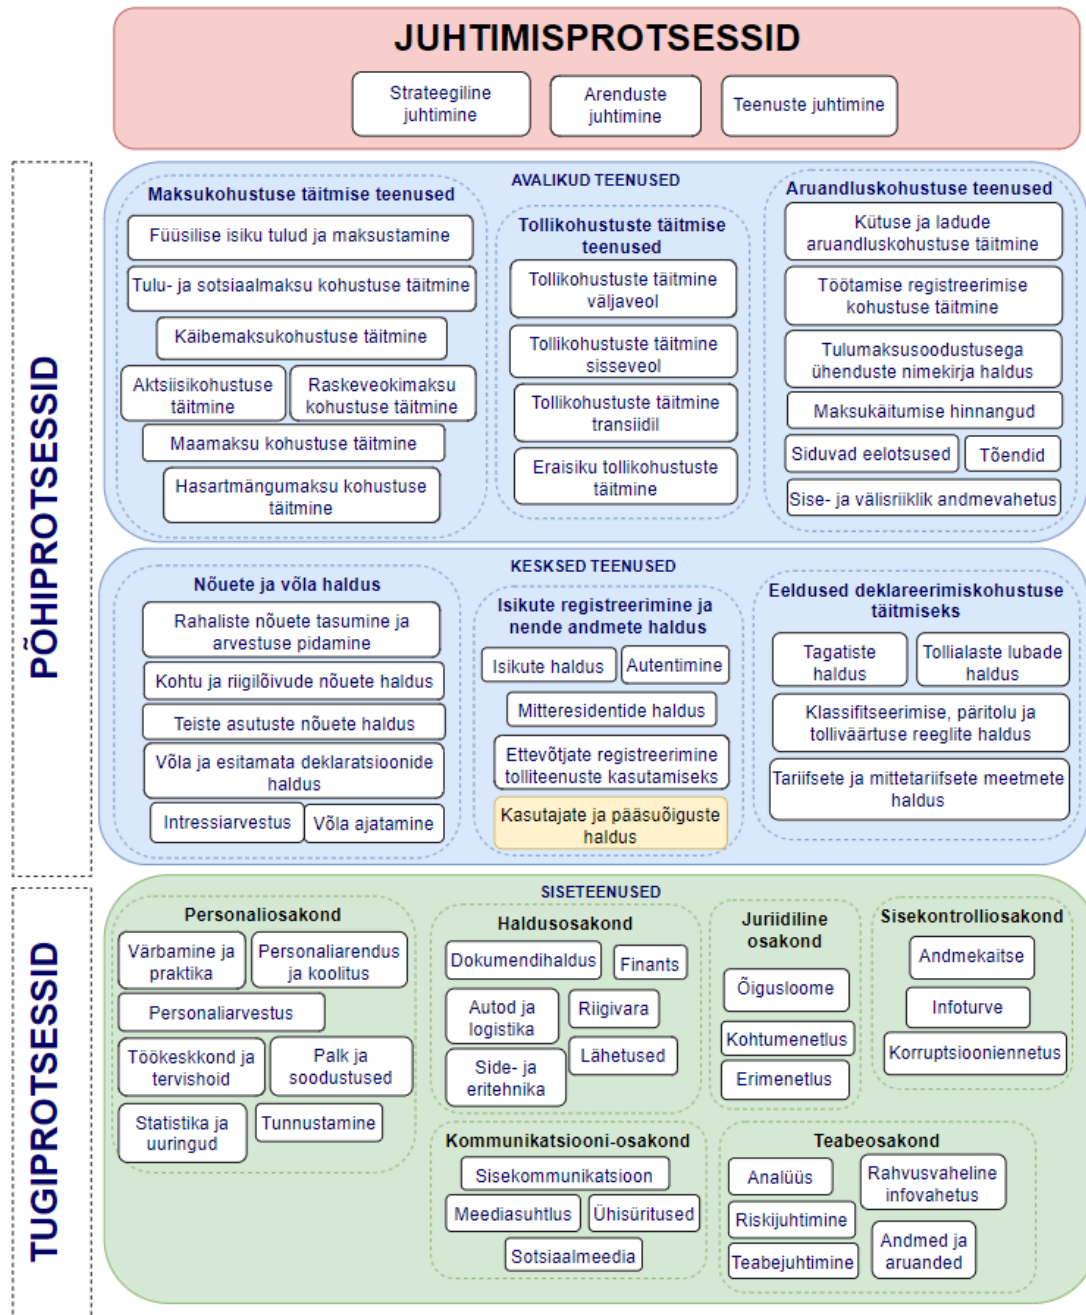 JUHTIMISPROTSESSID
Strateegiline
juhtimine
Arenduste
juhtimine
Teenuste juhtimine
PÕHIPROTSESSID
AVALIKUD TEENUSED
Maksukohustuse täitmise teenused
Füüsilise isiku tulud ja maksustamine
Tulu- ja sotsiaalmaksu kohustuse täitmine
Käibemaksukohustuse täitmine
Aktsiisikohustuse
täitmine
Raskeveokimaksu
kohustuse täitmine
Maamaksu kohustuse täitmine
Hasartmängumaksu kohustuse
täitmine
Tollikohustuste täitmise
teenused
Tollikohustuste täitmine
väljaveol
Tollikohustuste täitmine
sisseveol
Tollikohustuste täitmine
transiidil
Eraisiku tollikohustuste
täitmine
Aruandluskohustuse teenused
Kütuse ja ladude
aruandluskohustuse täitmine
Töötamise registreerimise
kohustuse täitmine
Tulumaksusoodustusega
ühenduste nimekirja haldus
Maksukäitumise hinnangud
Siduvad eelotsused
Tõendid
Sise- ja välisriiklik andmevahetus
KESKSED TEENUSED
Nõuete ja võla haldus
Rahaliste nõuete tasumine ja
arvestuse pidamine
Kohtu ja riigilõivude nõuete haldus
Teiste asutuste nõuete haldus
Võla ja esitamata deklaratsioonide
haldus
Intressiarvestus
Võla ajatamine
Isikute registreerimine ja
nende andmete haldus
Isikute haldus
Autentimine
Mitteresidentide haldus
Ettevõtjate registreerimine
tolliteenuste kasutamiseks
Kasutajate ja pääsuõiguste
haldus
Eeldused deklareerimiskohustuse
täitmiseks
Tagatiste
haldus
Tollialaste lubade
haldus
Klassifitseerimise, päritolu ja
tolliväärtuse reeglite haldus
Tariifsete ja mittetariifsete meetmete
haldus
TUGIPROTSESSID
SISETEENUSED
Personaliosakond
Värbamine ja
praktika
Personaliarendus
ja koolitus
Personaliarvestus
Töökeskkond ja
tervishoid
Palk ja
soodustused
Statistika ja
uuringud
Tunnustamine
Haldusosakond
Dokumendihaldus
Finants
Autod ja
logistika
Riigivara
Side- ja
eritehnika
Lähetused
Juriidiline
osakond
Õigusloome
Kohtumenetlus
Erimenetlus
Sisekontrolliosakond
Andmekaitse
Infoturve
Korruptsiooniennetus
Kommunikatsiooni-osakond
Sisekommunikatsioon
Meediasuhtlus
Ühisüritused
Sotsiaalmeedia
Teabeosakond
Analüüs
Rahvusvaheline
infovahetus
Riskijuhtimine
Teabejuhtimine
Andmed ja
aruanded